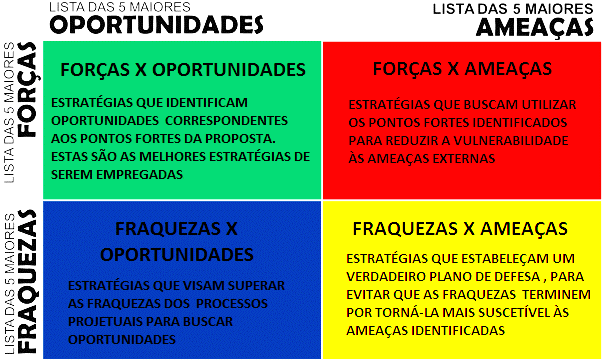 LISTA DAS 5 MAIORES
OPORTUNIDADES
LISTA DAS 5 MAIORES
AMEAÇAS
LISTA DAS 5 MAIORES
FORÇAS
FORÇAS X OPORTUNIDADES
ESTRATÉGIAS QUE IDENTIFICAM
OPORTUNIDADES CORRESPONDENTES
AOS PONTOS FORTES DA PROPOSTA.
ESTAS SÃO AS MELHORES ESTRATÉGIAS DE
SEREM EMPREGADAS
FORÇAS X AMEAÇAS
ESTRATÉGIAS QUE BUSCAM UTILIZAR
OS PONTOS FORTES IDENTIFICADOS
PARA REDUZIR A VULNERABILIDADE
ÀS AMEAÇAS EXTERNAS
LISTA DAS 5 MAIORES
FRAQUEZAS
FRAQUEZAS X
OPORTUNIDADES
ESTRATÉGIAS QUE VISAM SUPERAR
AS FRAQUEZAS DOS PROCESSOS
PROJETUAIS PARA BUSCAR
OPORTUNIDADES
FRAQUEZAS X AMEAÇAS
ESTRATÉGIAS QUE ESTABELEÇAM UM
VERDADEIRO PLANO DE DEFESA , PARA
EVITAR QUE AS FRAQUEZAS TERMINEM
POR TORNÁ-LA MAIS SUSCETÍVEL ÀS
AMEAÇAS IDENTIFICADAS